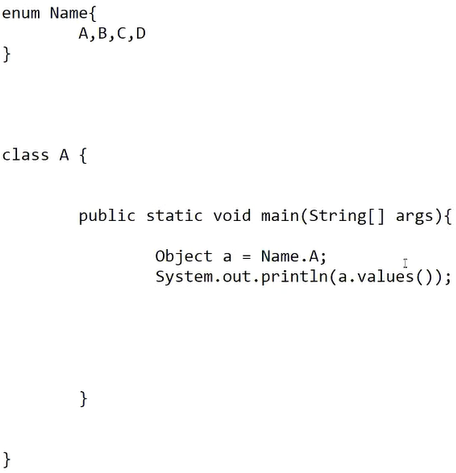 enum Name{
A,B,C,D
}
class A {
public static void main(String[] args){
Object a = Name.A;
System.out.println(a.values());
}
}